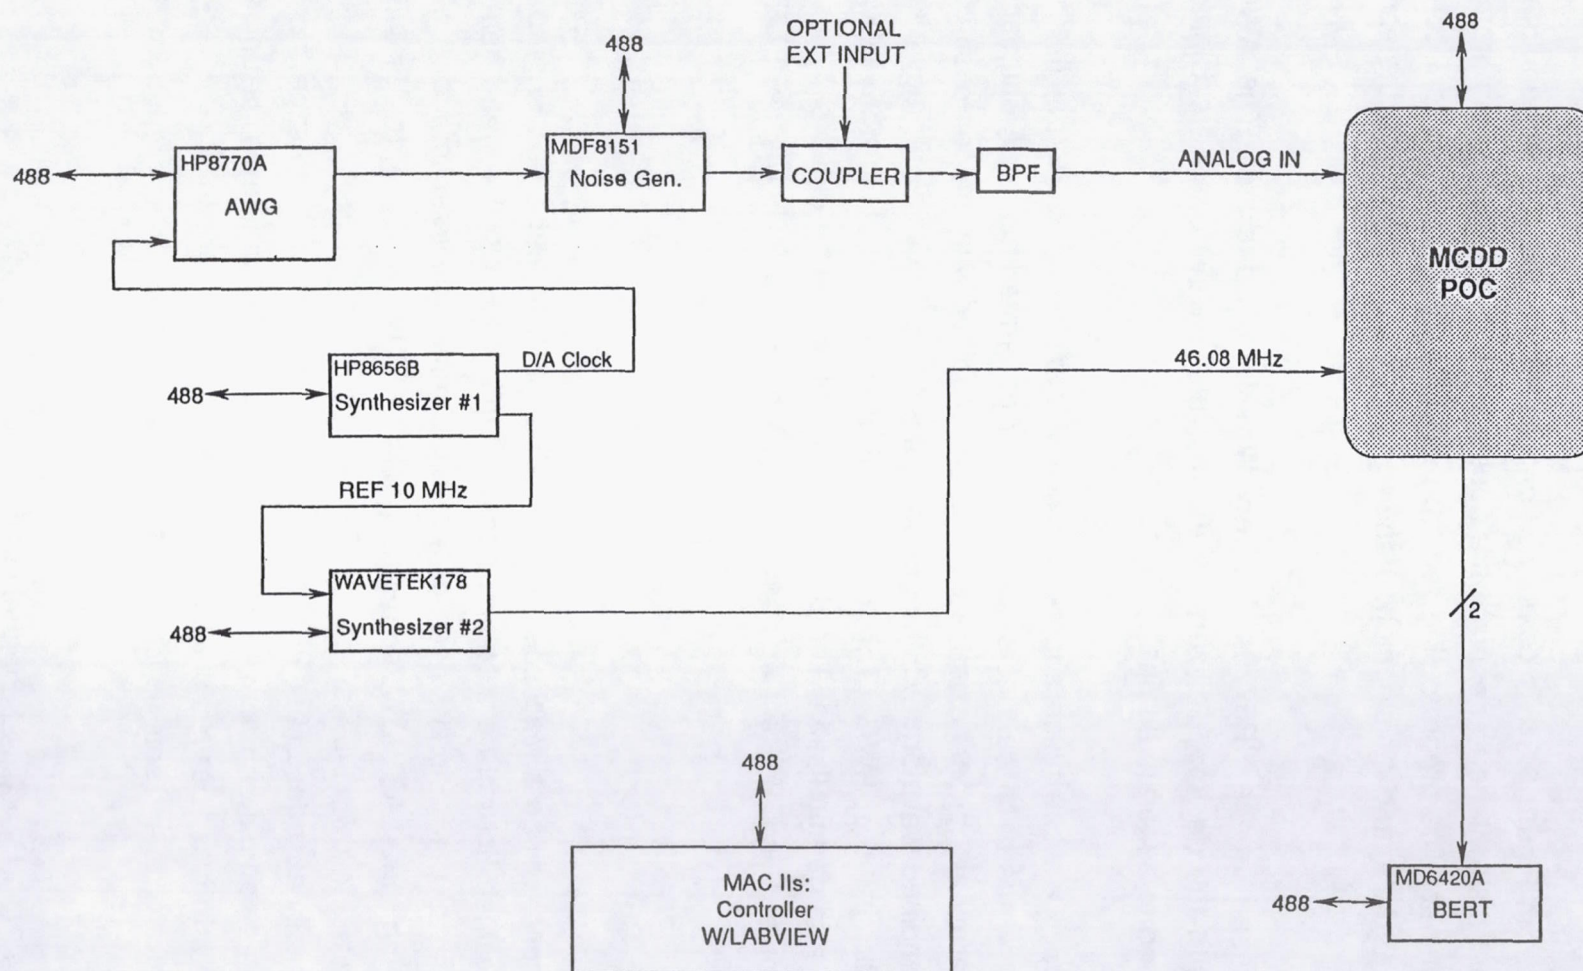 OPTIONAL
EXT INPUT
488
488
MDF8151
Noise Gen.
HP8770A
AWG
488
COUPLER
BPF
ANALOG IN
MCDD
POC
HP8656B
Synthesizer #1
488
D/A Clock
46.08 MHz
REF 10 MHz
WAVETEK178
Synthesizer #2
488
2
488
MAC IIs:
Controller
W/LABVIEW
488
MD6420A
BERT